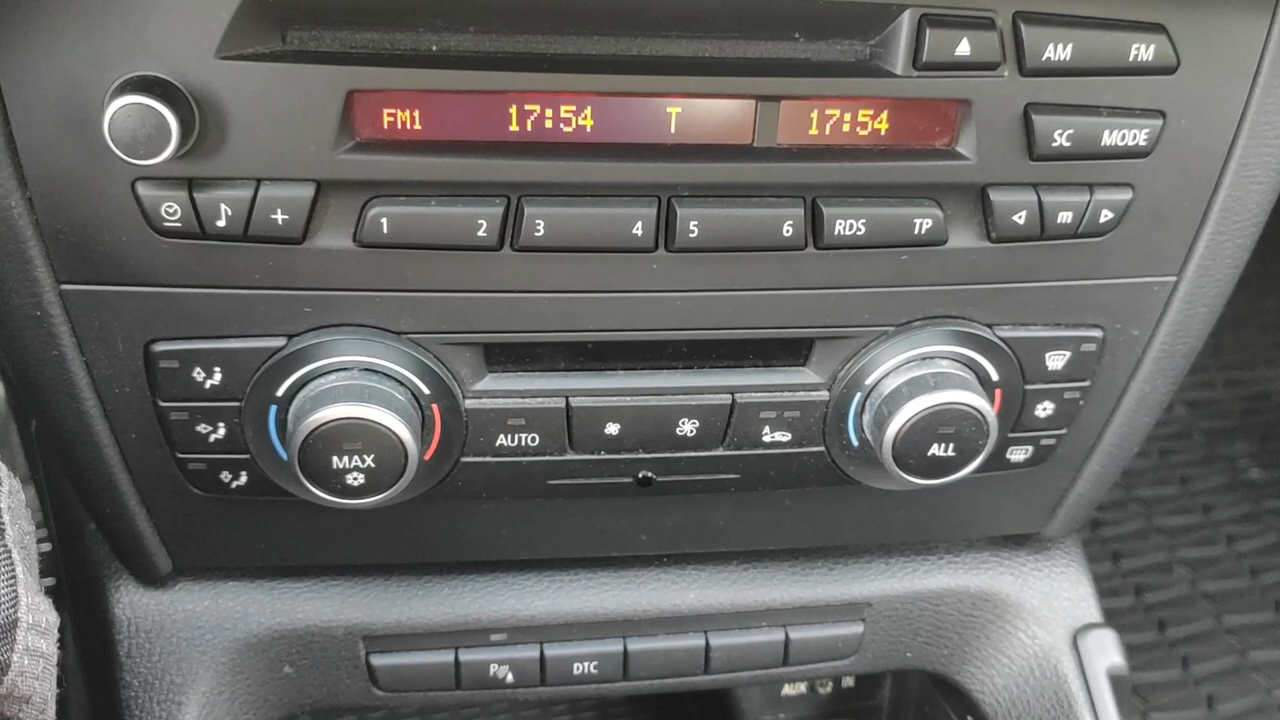 AM FM
FM1 17:54 T 17:54
SC MODE
1 2 3 4 5 6 RDS TP m
AUTO A
MAX ALL
P DTC
AUX IN